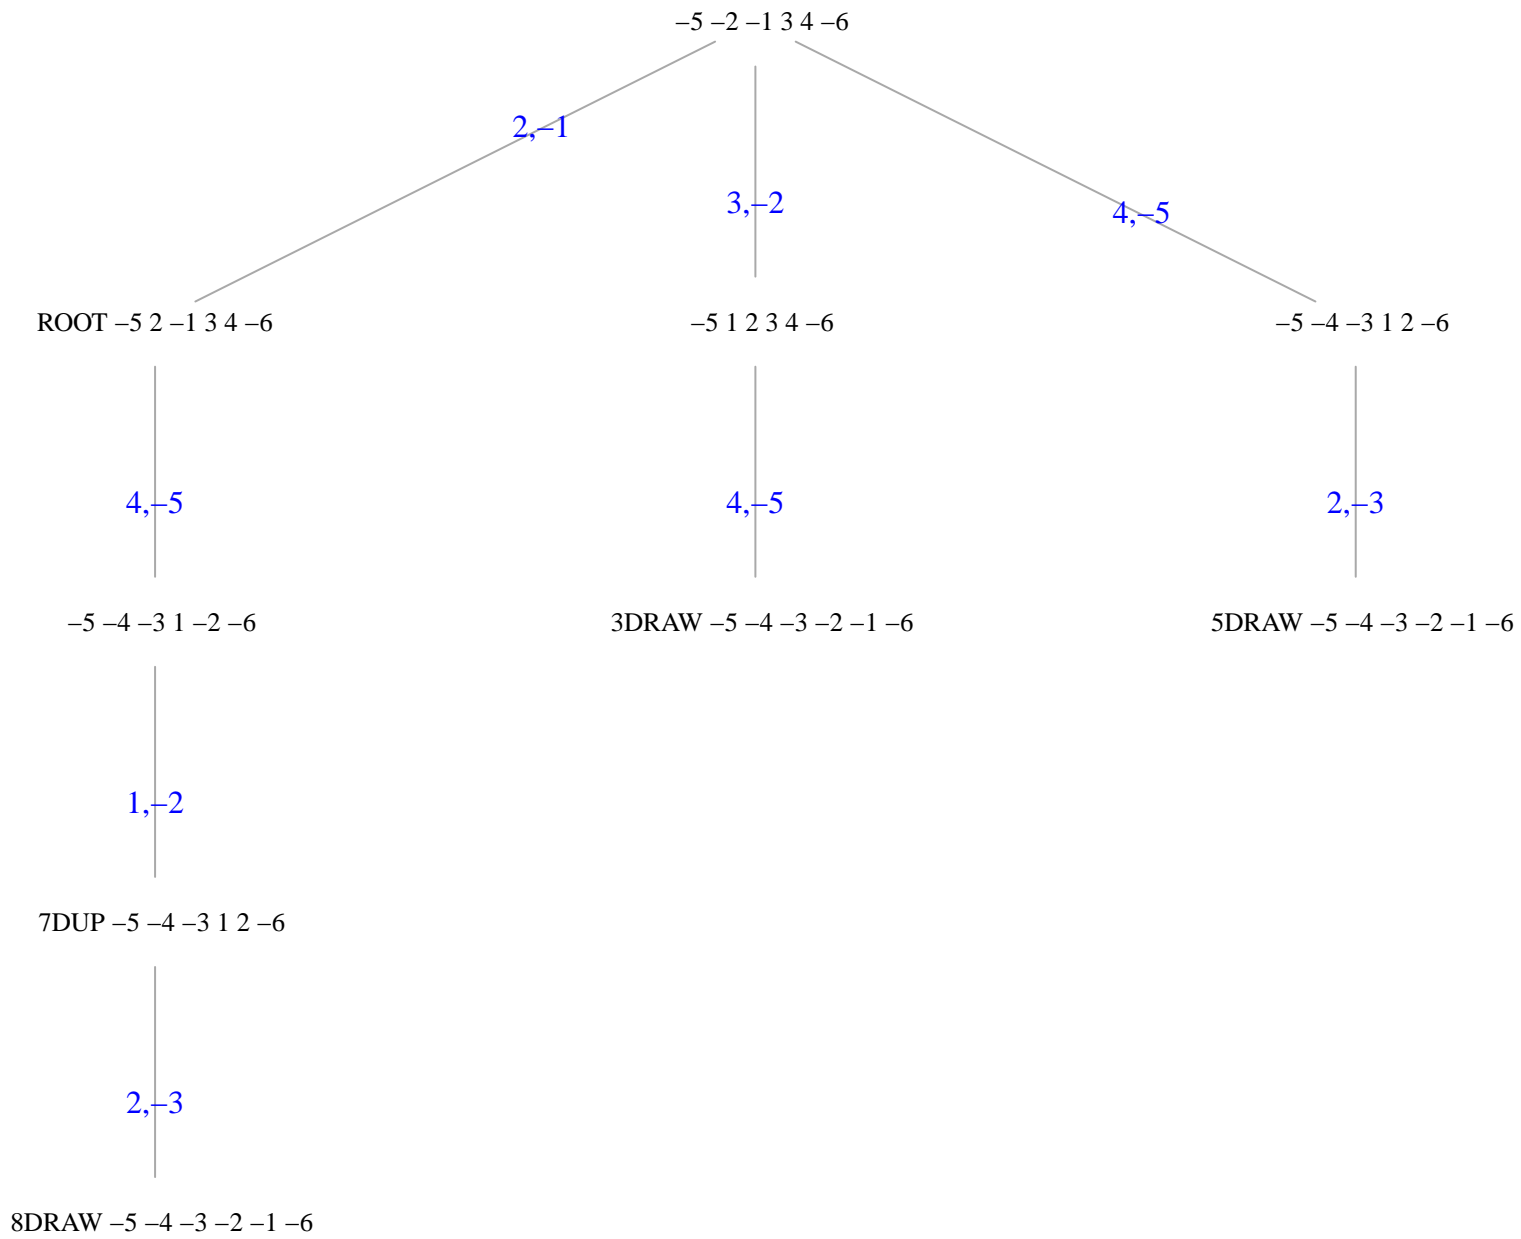 –5 –2 –1 3 4 –6
2,–1
3,–2
4,–5
ROOT –5 2 –1 3 4 –6
–5 1 2 3 4 –6
–5 –4 –3 1 2 –6
4,–5
4,–5
2,–3
–5 –4 –3 1 –2 –6
3DRAW –5 –4 –3 –2 –1 –6
5DRAW –5 –4 –3 –2 –1 –6
1,–2
7DUP –5 –4 –3 1 2 –6
2,–3
8DRAW –5 –4 –3 –2 –1 –6